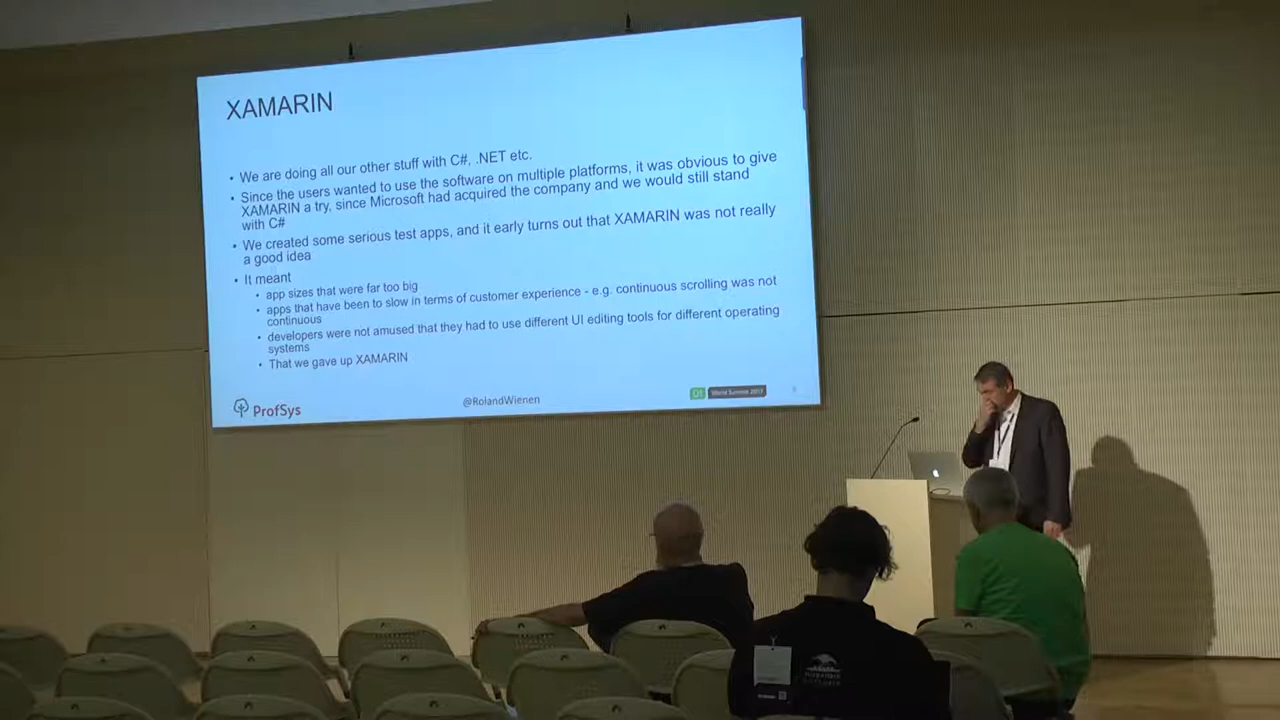 XAMARIN
• We are doing all our other stuff with C#, .NET etc.
• Since the users wanted to use the software on multiple platforms, it was obvious to give
XAMARIN a try, since Microsoft had acquired the company and we would still stand
with C#
• We created some serious test apps, and it early turns out that XAMARIN was not really
a good idea
• It meant
• app sizes that were far too big
• apps that have been to slow in terms of customer experience - e.g. continuous scrolling was not
continuous
• developers were not amused that they had to use different UI editing tools for different operating
systems
• That we gave up XAMARIN
ProfSys
@RolandWienen
Qt World Summit 2017